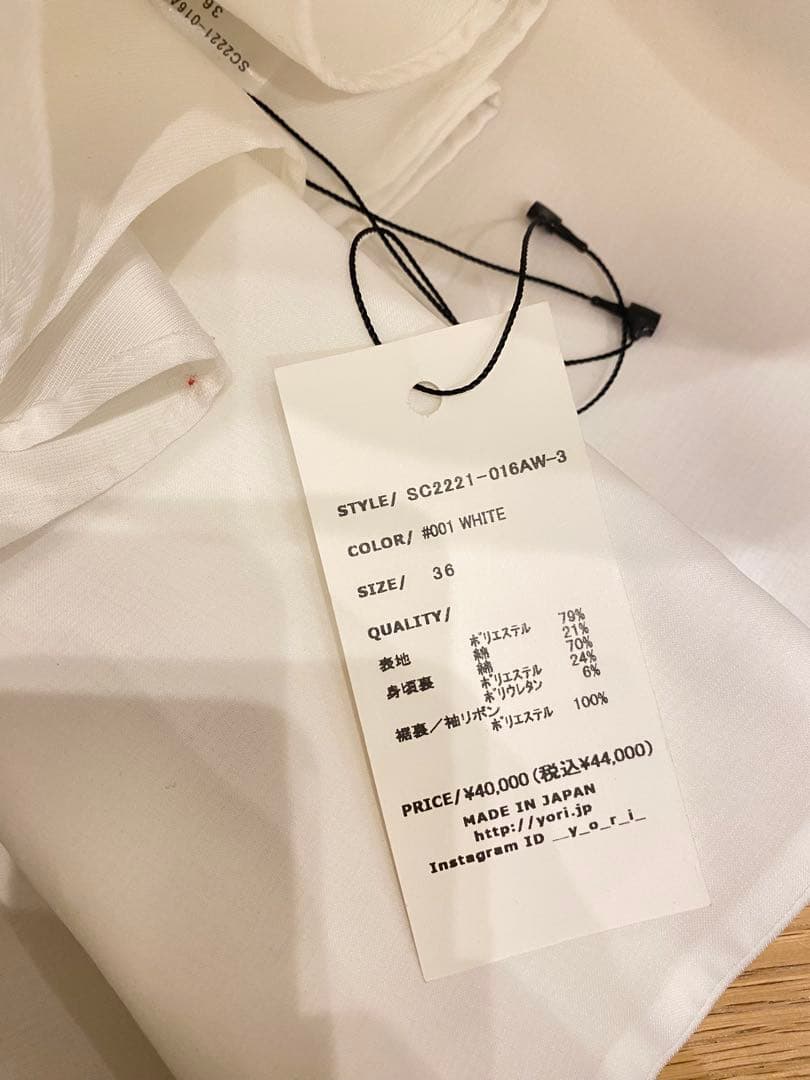 SC2221-016A
36
STYLE/ SC2221-016AW-3
COLOR/ #001 WHITE
SIZE/ 36
QUALITY/
表地 ポリエステル 79%
綿 21%
身頃裏 綿 70%
ポリエステル 24%
ポリウレタン 6%
裾裏/袖リボン
ポリエステル 100%
PRICE/¥40,000(税込¥44,000)
MADE IN JAPAN
http://yori.jp
Instagram ID __y_o_r_i_